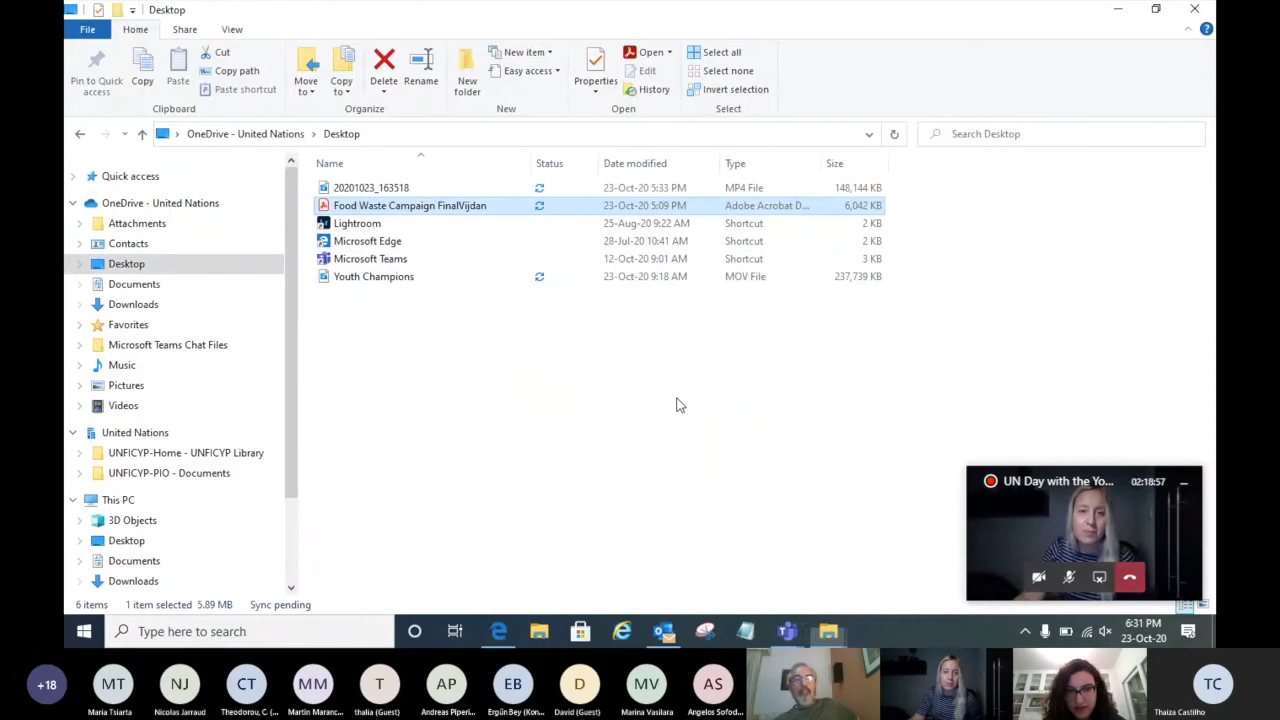 Desktop
File Home Share View
Pin to Quick access
Copy
Paste
Cut
Copy path
Paste shortcut
Clipboard
Move to
Copy to
Delete
Rename
Organize
New folder
New item
Easy access
New
Properties
Open
Edit
History
Open
Select all
Select none
Invert selection
Select
OneDrive - United Nations > Desktop
Search Desktop
Name Status Date modified Type Size
20201023_163518 23-Oct-20 5:33 PM MP4 File 148,144 KB
Food Waste Campaign FinalVijdan 23-Oct-20 5:09 PM Adobe Acrobat D... 6,042 KB
Lightroom 25-Aug-20 9:22 AM Shortcut 2 KB
Microsoft Edge 28-Jul-20 10:41 AM Shortcut 2 KB
Microsoft Teams 12-Oct-20 9:01 AM Shortcut 3 KB
Youth Champions 23-Oct-20 9:18 AM MOV File 237,739 KB
Quick access
OneDrive - United Nations
Attachments
Contacts
Desktop
Documents
Downloads
Favorites
Microsoft Teams Chat Files
Music
Pictures
Videos
United Nations
UNFICYP-Home - UNFICYP Library
UNFICYP-PIO - Documents
This PC
3D Objects
Desktop
Documents
Downloads
UN Day with the Yo... 02:18:57
6 items 1 item selected 5.89 MB Sync pending
Type here to search
6:31 PM
23-Oct-20
+18 MT NJ CT MM T AP EB D MV AS TC
Maria Tsiarta Nicolas Jarraud Theodorou, C. (... Martin Maranc... thalia (Guest) Andreas Piperi... Ergün Bey (Kon... David (Guest) Marina Vasilara Angelos Sofod... Thaiza Castilho